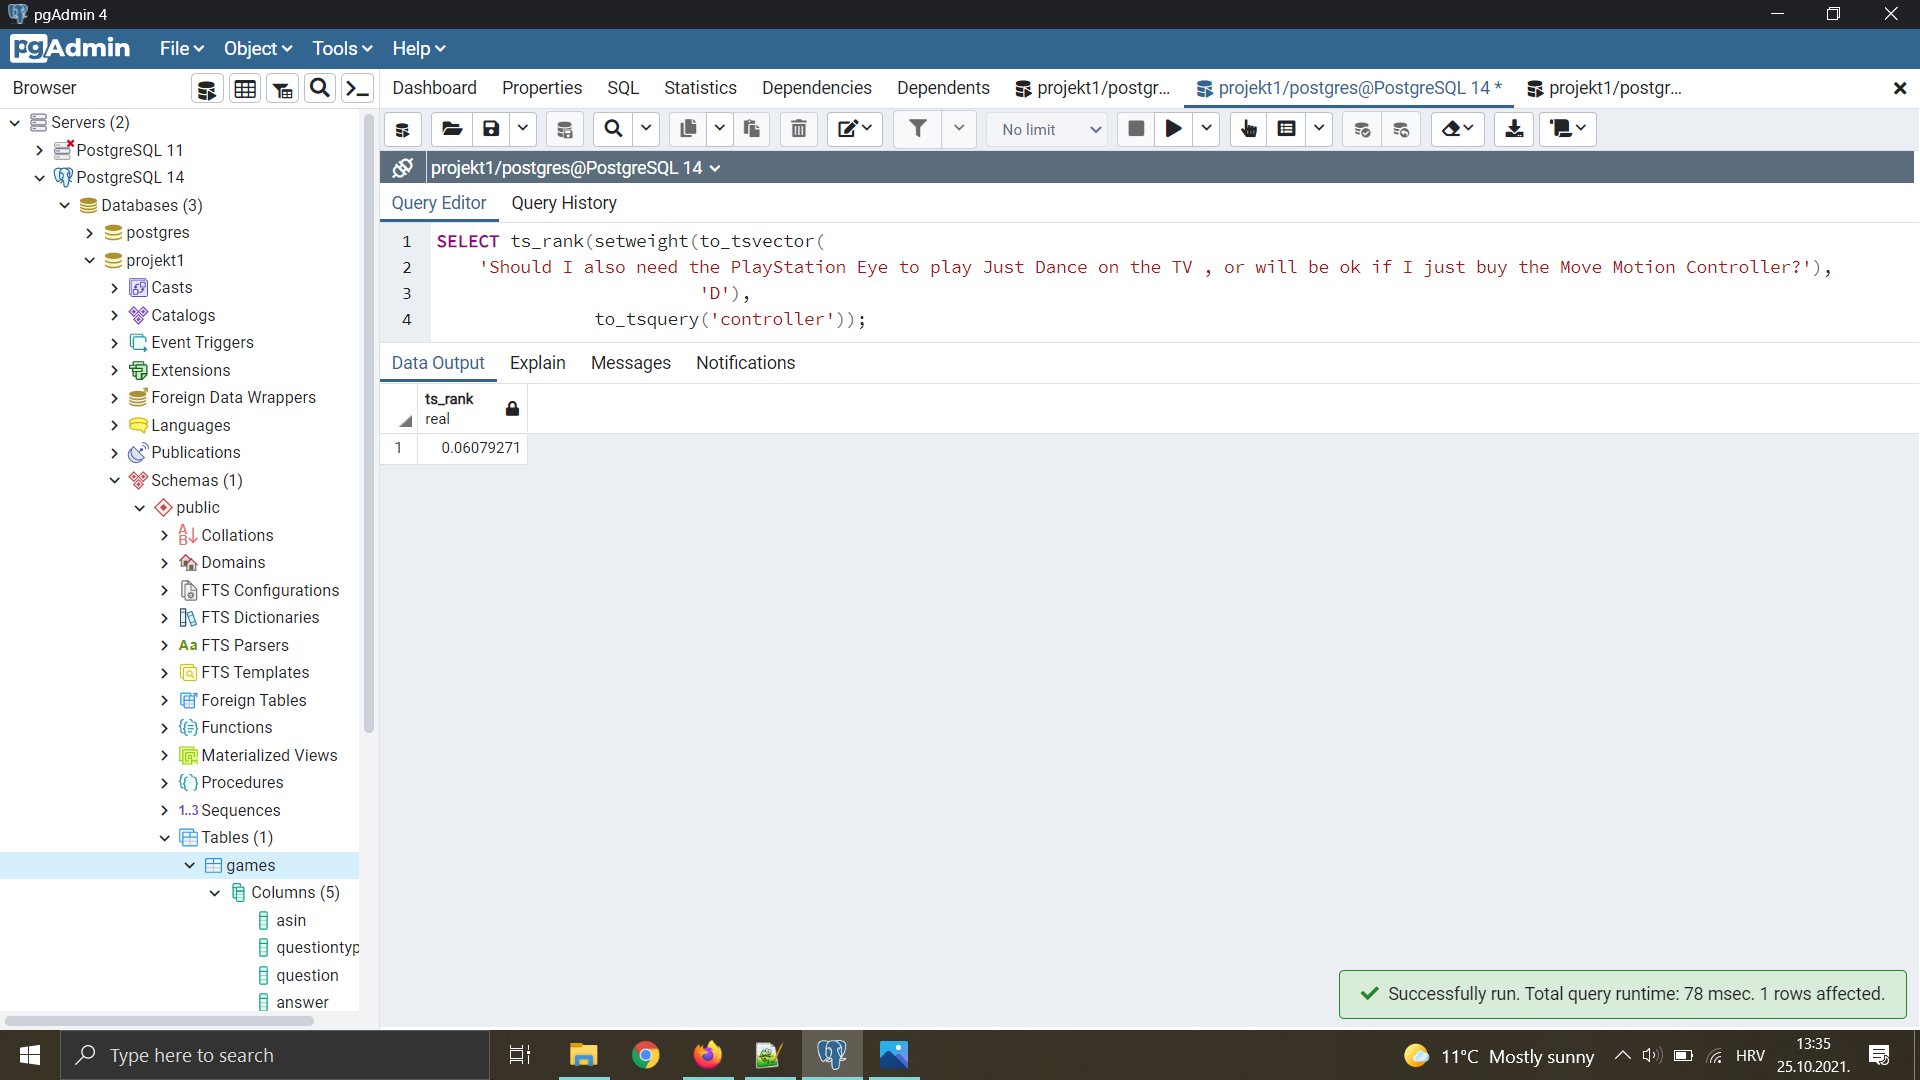 pgAdmin 4
pgAdmin File Object Tools Help
Browser
Dashboard Properties SQL Statistics Dependencies Dependents projekt1/postgr... projekt1/postgres@PostgreSQL 14 * projekt1/postgr...
No limit
projekt1/postgres@PostgreSQL 14
Query Editor Query History
1 SELECT ts_rank(setweight(to_tsvector(
2 'Should I also need the PlayStation Eye to play Just Dance on the TV , or will be ok if I just buy the Move Motion Controller?'),
3 'D'),
4 to_tsquery('controller'));
Data Output Explain Messages Notifications
ts_rank
real
1 0.06079271
Servers (2)
PostgreSQL 11
PostgreSQL 14
Databases (3)
postgres
projekt1
Casts
Catalogs
Event Triggers
Extensions
Foreign Data Wrappers
Languages
Publications
Schemas (1)
public
Collations
Domains
FTS Configurations
FTS Dictionaries
Aa FTS Parsers
FTS Templates
Foreign Tables
Functions
Materialized Views
Procedures
1..3 Sequences
Tables (1)
games
Columns (5)
asin
questiontyp
question
answer
Successfully run. Total query runtime: 78 msec. 1 rows affected.
Type here to search
11°C Mostly sunny
HRV
13:35
25.10.2021.